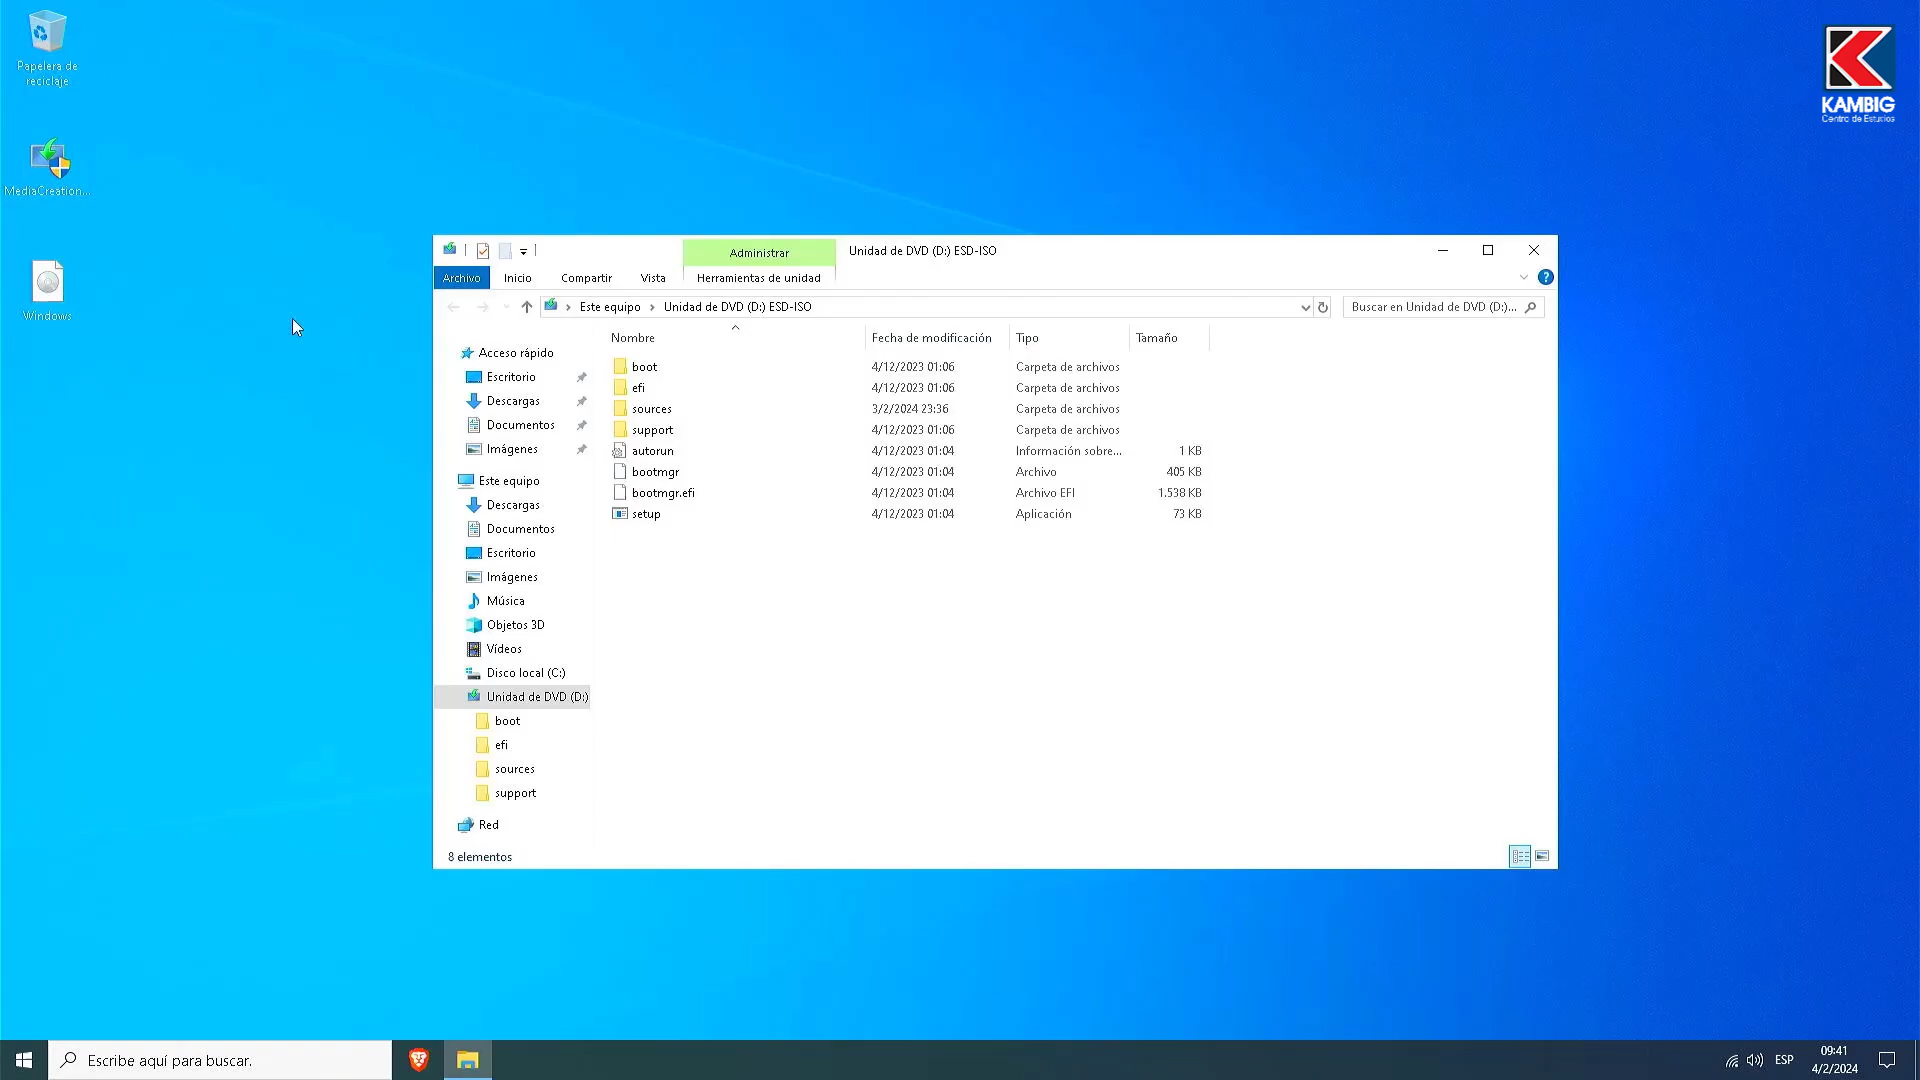 Papelera de
reciclaje
MediaCreation...
Windows
KAMBIG
Centro de Estudios
Administrar
Unidad de DVD (D:) ESD-ISO
Archivo
Inicio
Compartir
Vista
Herramientas de unidad
Este equipo
Unidad de DVD (D:) ESD-ISO
Buscar en Unidad de DVD (D:)...
Acceso rápido
Escritorio
Descargas
Documentos
Imágenes
Este equipo
Descargas
Documentos
Escritorio
Imágenes
Música
Objetos 3D
Vídeos
Disco local (C:)
Unidad de DVD (D:)
boot
efi
sources
support
Red
Nombre Fecha de modificación Tipo Tamaño
boot 4/12/2023 01:06 Carpeta de archivos
efi 4/12/2023 01:06 Carpeta de archivos
sources 3/2/2024 23:36 Carpeta de archivos
support 4/12/2023 01:06 Carpeta de archivos
autorun 4/12/2023 01:04 Información sobre... 1 KB
bootmgr 4/12/2023 01:04 Archivo 405 KB
bootmgr.efi 4/12/2023 01:04 Archivo EFI 1.538 KB
setup 4/12/2023 01:04 Aplicación 73 KB
8 elementos
Escribe aquí para buscar.
ESP
09:41
4/2/2024